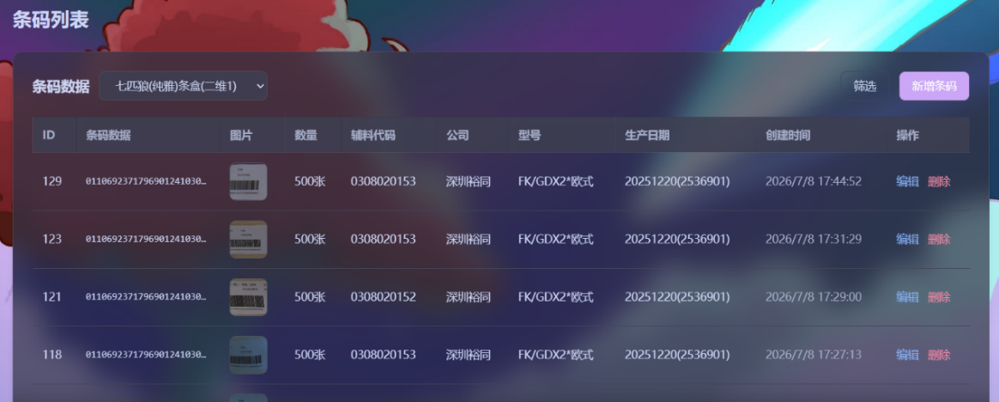 条码列表
条码数据 七匹狼(纯雅)条盒(二维1) 筛选 新增条码
ID 条码数据 图片 数量 辅料代码 公司 型号 生产日期 创建时间 操作
129 0110692371796901241030… 500张 0308020153 深圳裕同 FK/GDX2*欧式 20251220(2536901) 2026/7/8 17:44:52 编辑 删除
123 0110692371796901241030… 500张 0308020153 深圳裕同 FK/GDX2*欧式 20251220(2536901) 2026/7/8 17:31:29 编辑 删除
121 0110692371796901241030… 500张 0308020152 深圳裕同 FK/GDX2*欧式 20251220(2536901) 2026/7/8 17:29:00 编辑 删除
118 0110692371796901241030… 500张 0308020153 深圳裕同 FK/GDX2*欧式 20251220(2536901) 2026/7/8 17:27:13 编辑 删除